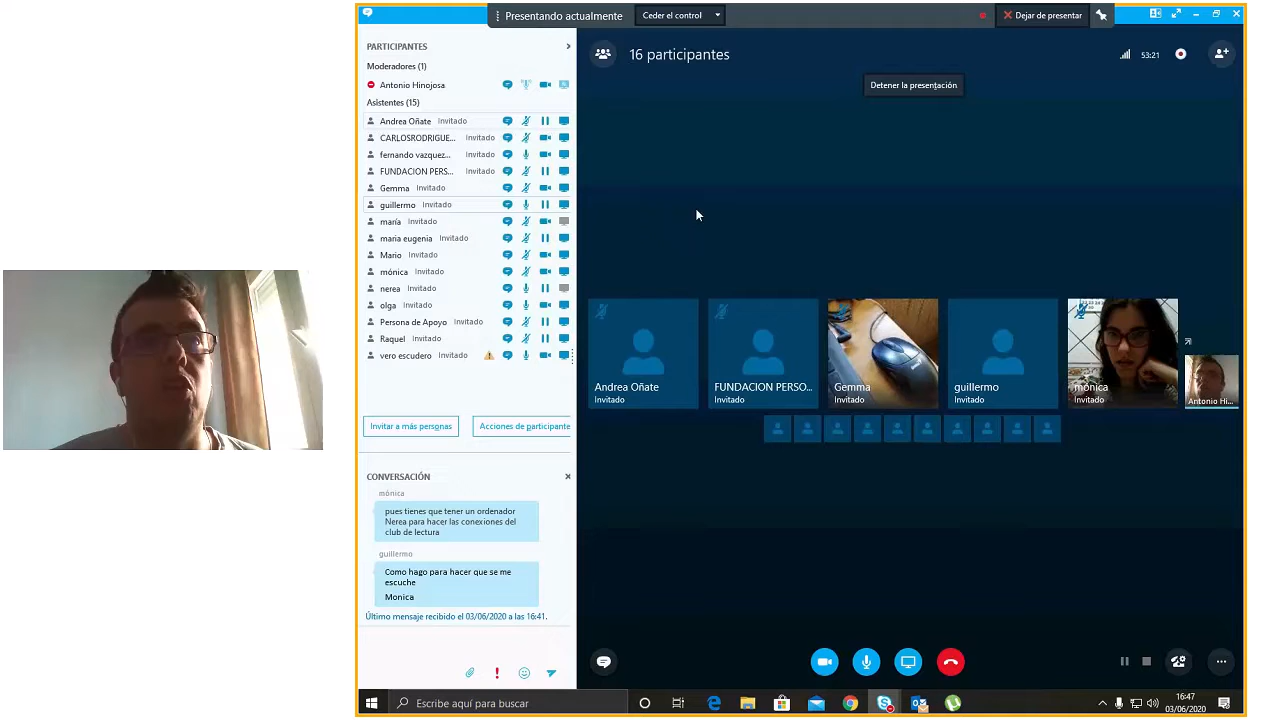 Presentando actualmente
Ceder el control
Dejar de presentar
PARTICIPANTES
Moderadores (1)
Antonio Hinojosa
Asistentes (15)
Andrea Oñate Invitado
CARLOSRODRIGUE... Invitado
fernando vazquez... Invitado
FUNDACION PERS... Invitado
Gemma Invitado
guillermo Invitado
maría Invitado
maria eugenia Invitado
Mario Invitado
mónica Invitado
nerea Invitado
olga Invitado
Persona de Apoyo Invitado
Raquel Invitado
vero escudero Invitado
Invitar a más personas
Acciones de participante
CONVERSACIÓN
mónica
pues tienes que tener un ordenador
Nerea para hacer las conexiones del
club de lectura
guillermo
Como hago para hacer que se me
escuche
Monica
Último mensaje recibido el 03/06/2020 a las 16:41.
16 participantes
53:21
Detener la presentación
Andrea Oñate
Invitado
FUNDACION PERSO...
Invitado
Gemma
Invitado
guillermo
Invitado
mónica
Invitado
Antonio Hi...
Escribe aquí para buscar
16:47
03/06/2020